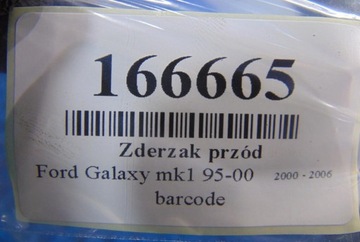 166665
Zderzak przód
Ford Galaxy mk1 95-00 2000 - 2006
barcode